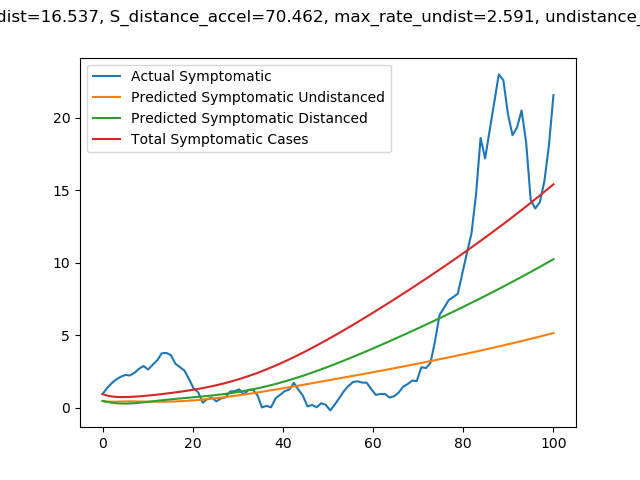 dist=16.537, S_distance_accel=70.462, max_rate_undist=2.591, undistance_
Actual Symptomatic
Predicted Symptomatic Undistanced
Predicted Symptomatic Distanced
Total Symptomatic Cases
20
15
10
5
0
0 20 40 60 80 100